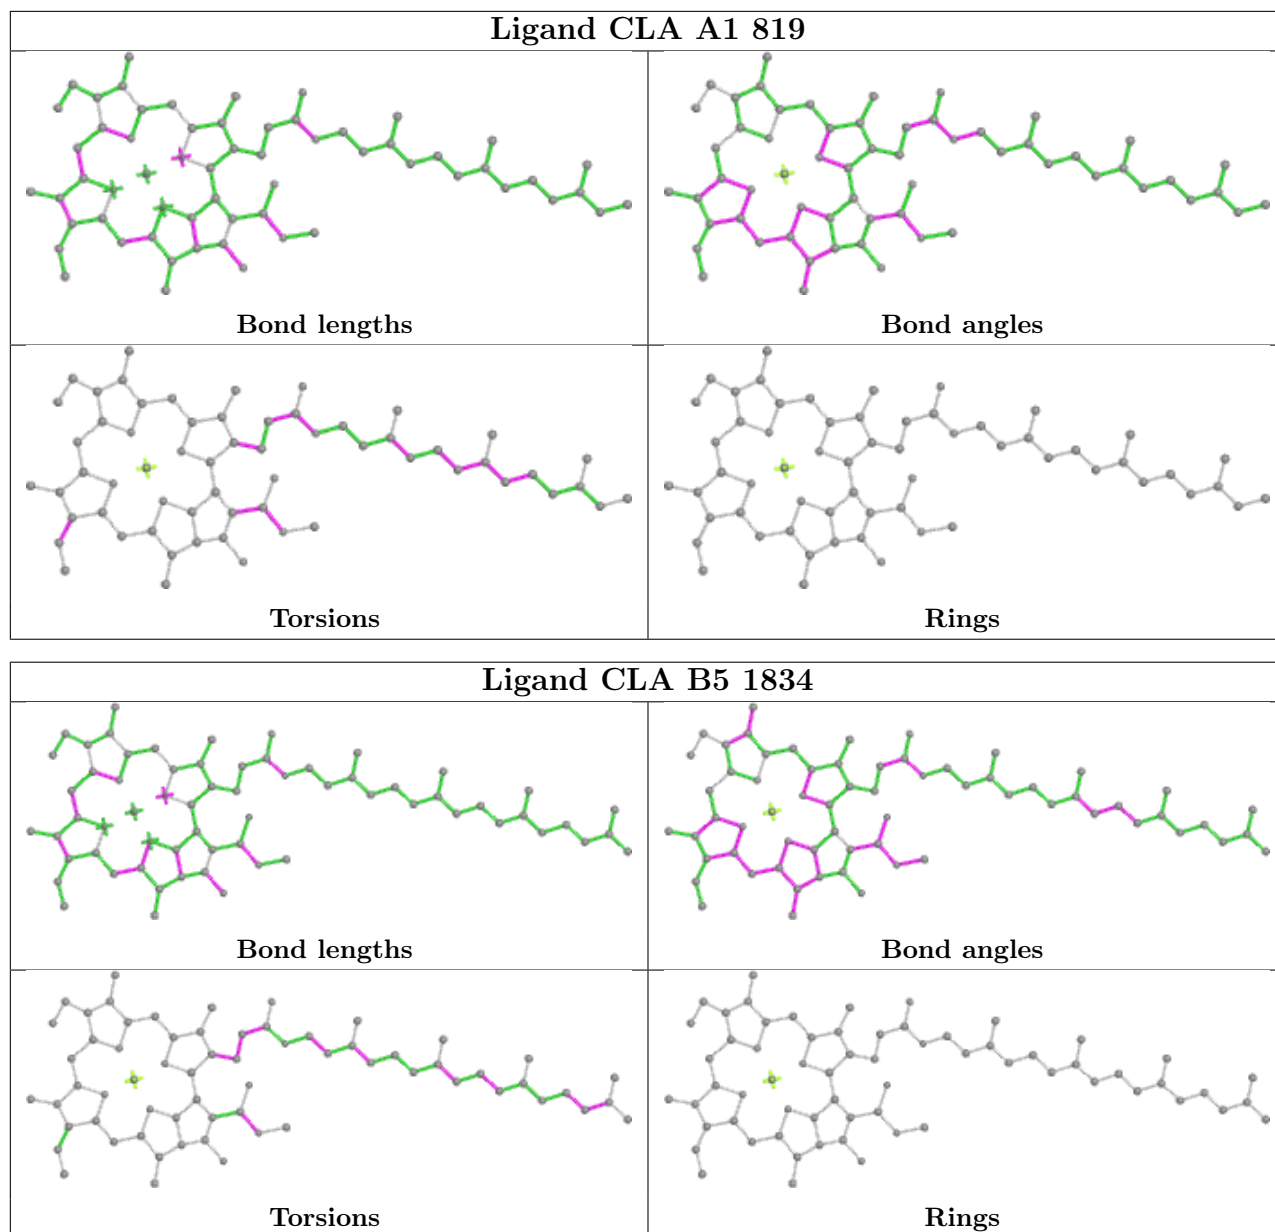 Ligand CLA A1 819
Bond lengths
Bond angles
Torsions
Rings
Ligand CLA B5 1834
Bond lengths
Bond angles
Torsions
Rings